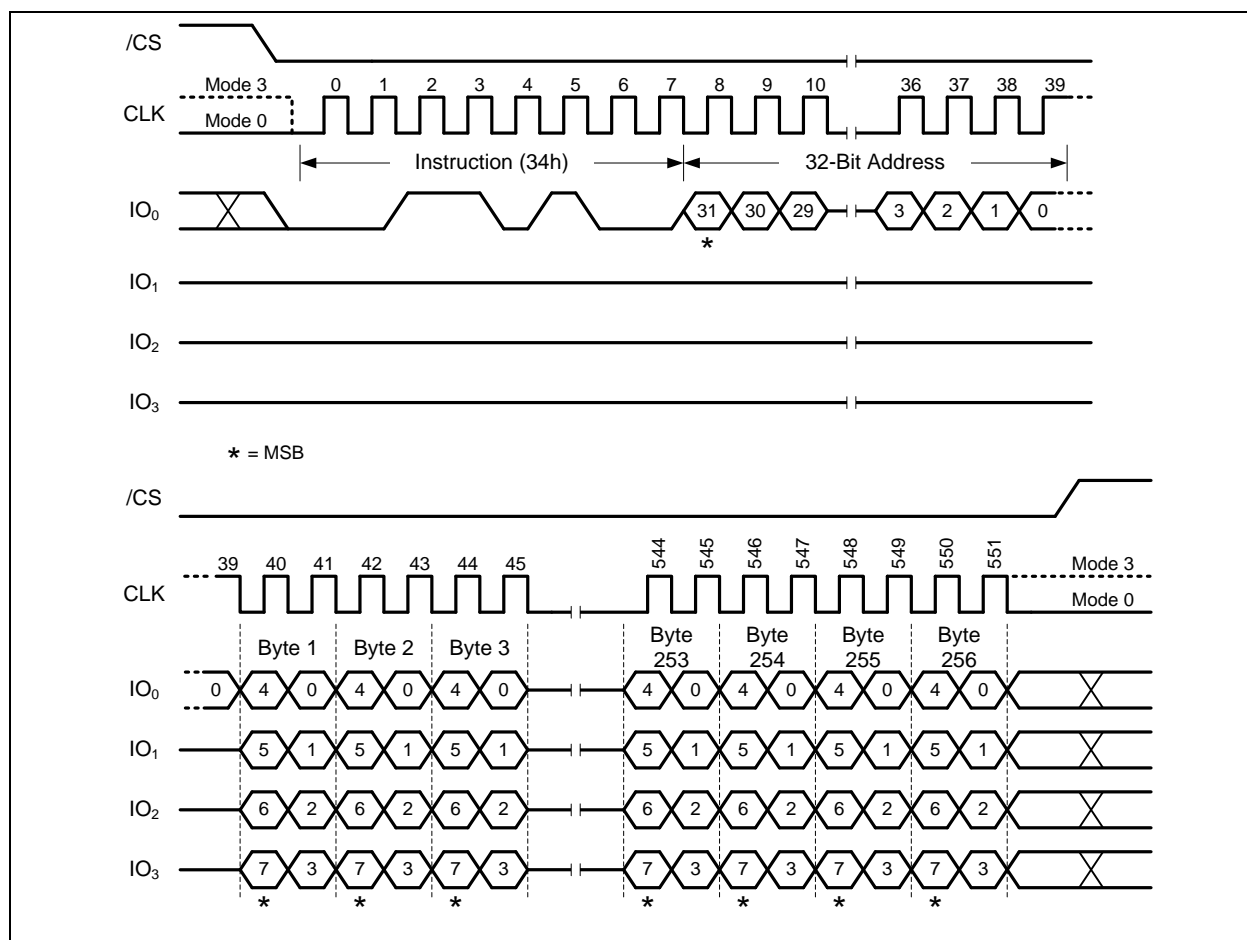 /CS
Mode 3 0 1 2 3 4 5 6 7 8 9 10 36 37 38 39
CLK
Mode 0
Instruction (34h) 32-Bit Address
IO₀ 31 30 29 3 2 1 0
*
IO₁
IO₂
IO₃
* = MSB
/CS
39 40 41 42 43 44 45 544 545 546 547 548 549 550 551 Mode 3
CLK
Mode 0
Byte 1 Byte 2 Byte 3 Byte 253 Byte 254 Byte 255 Byte 256
IO₀ 0 4 0 4 0 4 0 4 0 4 0 4 0 4 0
IO₁ 5 1 5 1 5 1 5 1 5 1 5 1 5 1
IO₂ 6 2 6 2 6 2 6 2 6 2 6 2 6 2
IO₃ 7 3 7 3 7 3 7 3 7 3 7 3 7 3
* * * * * * *